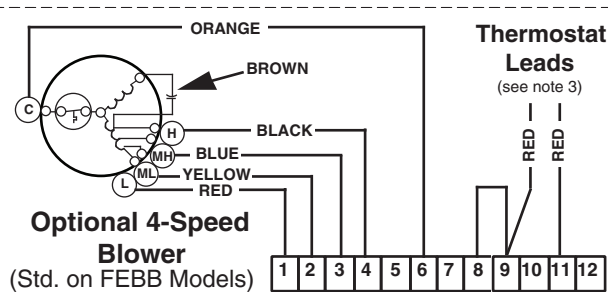 ORANGE
Thermostat
Leads
(see note 3)
BROWN
C
H
BLACK
RED
RED
MH
BLUE
ML
YELLOW
L
RED
Optional 4-Speed
Blower
(Std. on FEBB Models)
1 2 3 4 5 6 7 8 9 10 11 12